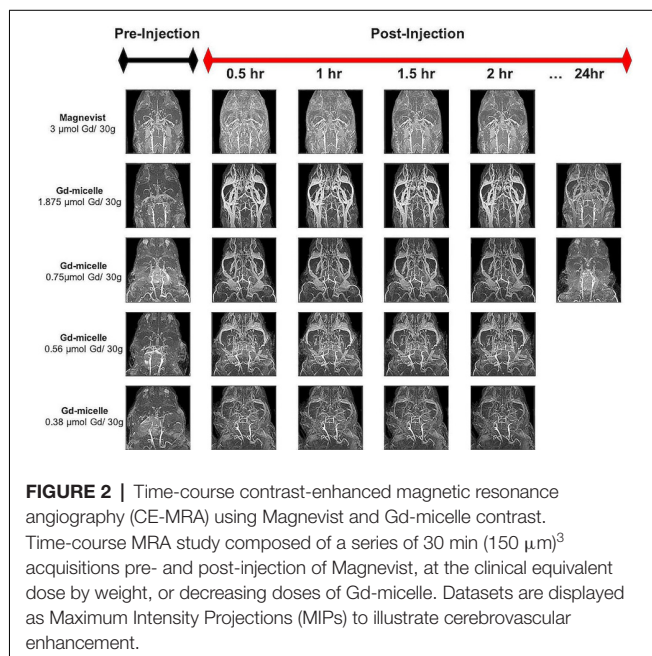 Pre-Injection Post-Injection
0.5 hr 1 hr 1.5 hr 2 hr ... 24hr
Magnevist
3 μmol Gd/ 30g
Gd-micelle
1.875 μmol Gd/ 30g
Gd-micelle
0.75μmol Gd/ 30g
Gd-micelle
0.56 μmol Gd/ 30g
Gd-micelle
0.38 μmol Gd/ 30g
FIGURE 2 | Time-course contrast-enhanced magnetic resonance
angiography (CE-MRA) using Magnevist and Gd-micelle contrast.
Time-course MRA study composed of a series of 30 min (150 μm)³
acquisitions pre- and post-injection of Magnevist, at the clinical equivalent
dose by weight, or decreasing doses of Gd-micelle. Datasets are displayed
as Maximum Intensity Projections (MIPs) to illustrate cerebrovascular
enhancement.